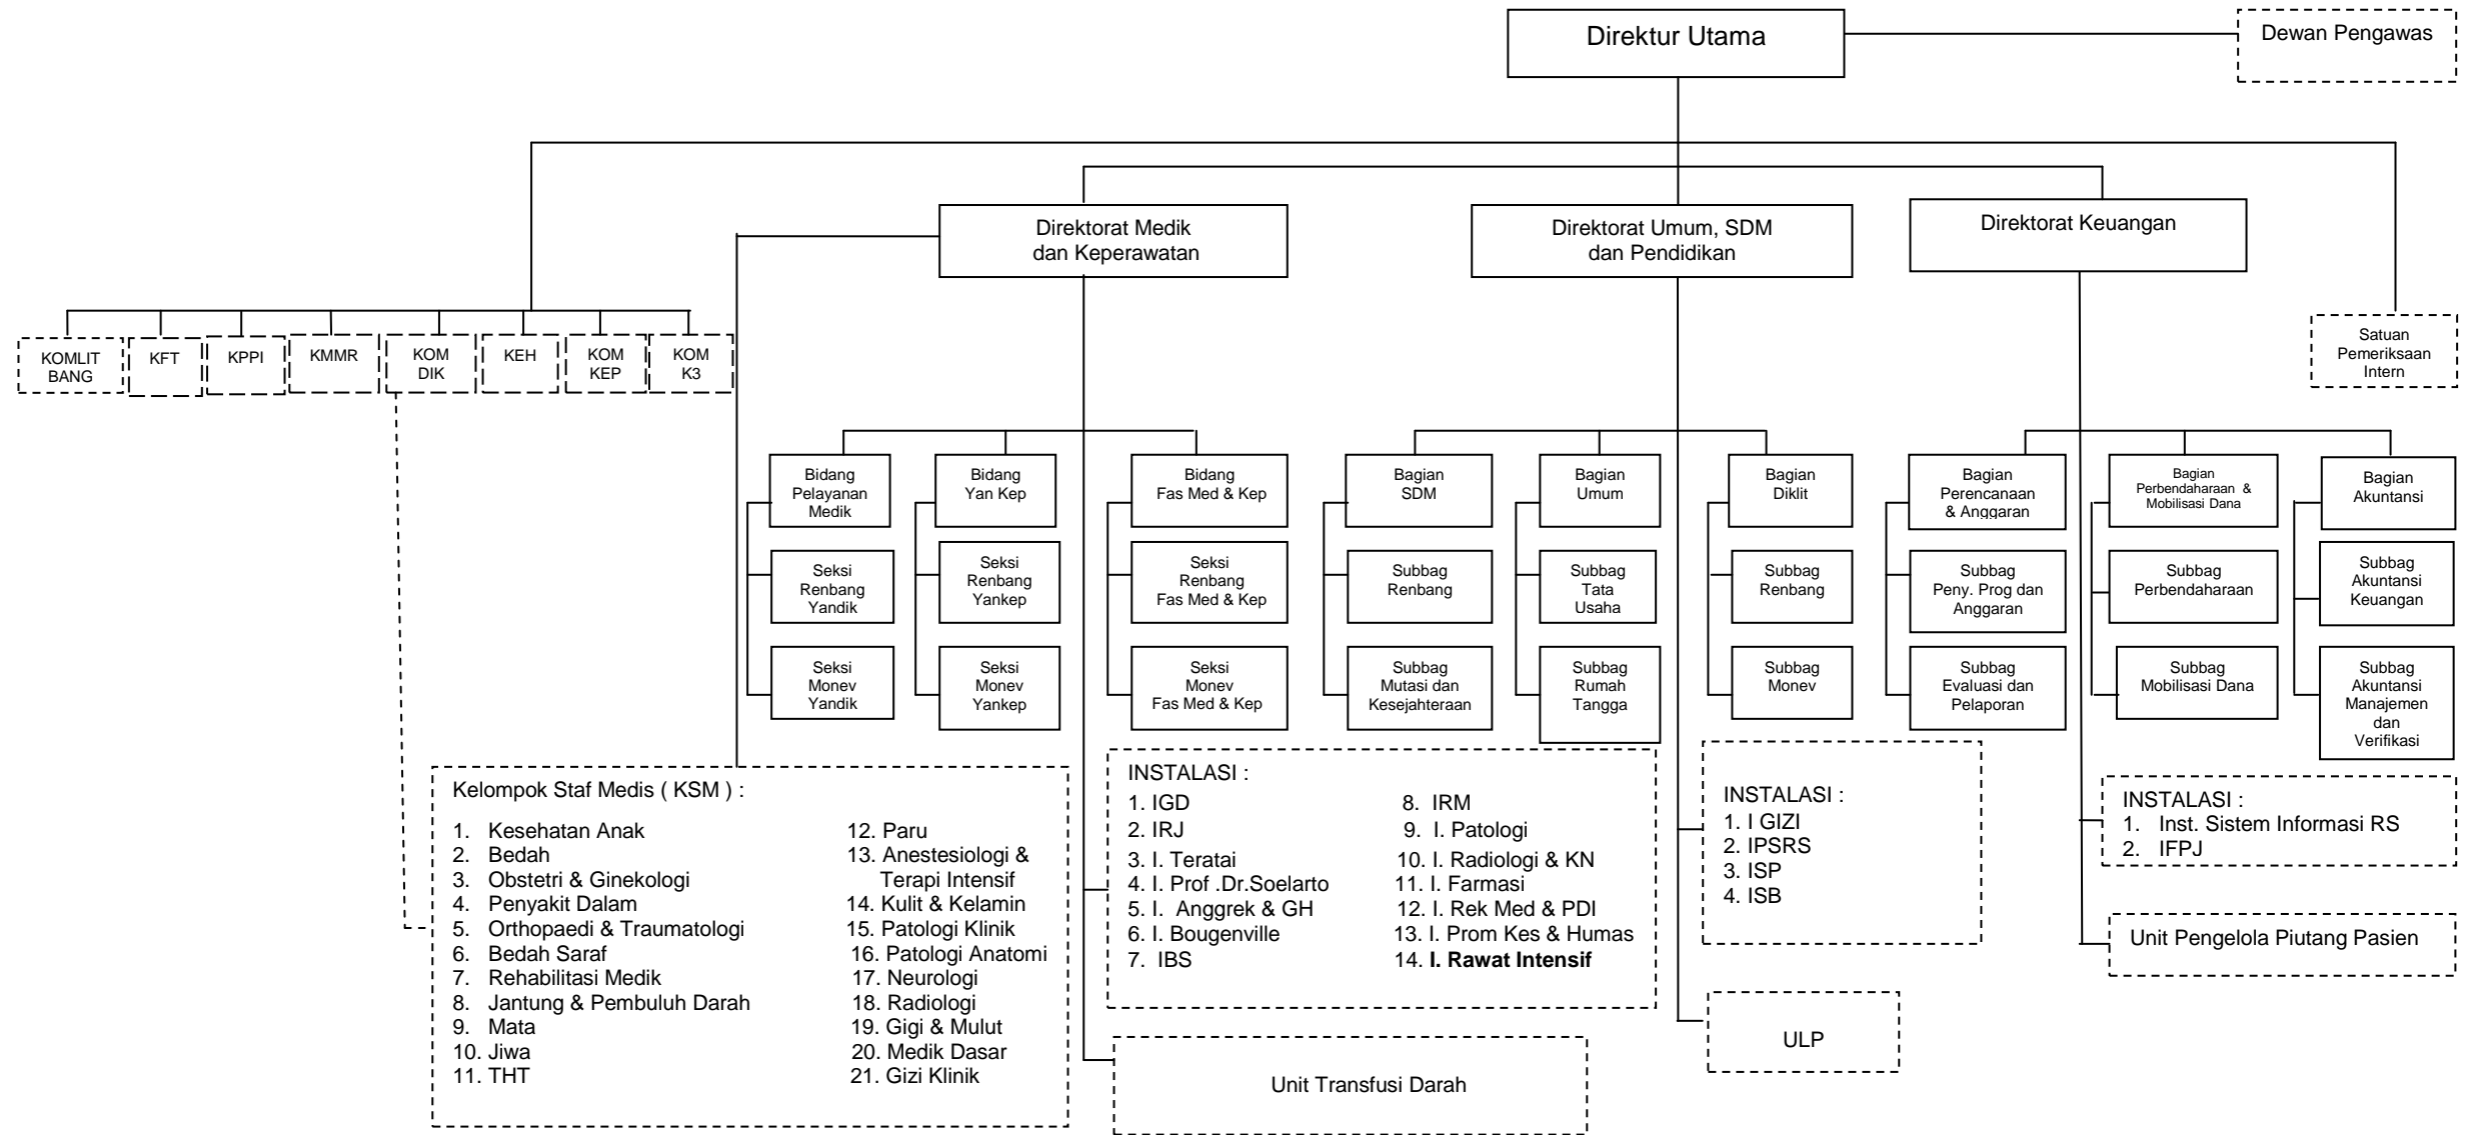 Direktur Utama
Dewan Pengawas
Direktorat Medik
dan Keperawatan
Direktorat Umum, SDM
dan Pendidikan
Direktorat Keuangan
KOMLIT
BANG
KFT
KPPI
KMMR
KOM
DIK
KEH
KOM
KEP
KOM
K3
Satuan
Pemeriksaan
Intern
Bidang
Pelayanan
Medik
Bidang
Yan Kep
Bidang
Fas Med & Kep
Bagian
SDM
Bagian
Umum
Bagian
Diklit
Bagian
Perencanaan
& Anggaran
Bagian
Perbendaharaan &
Mobilisasi Dana
Bagian
Akuntansi
Seksi
Renbang
Yandik
Seksi
Renbang
Yankep
Seksi
Renbang
Fas Med & Kep
Subbag
Renbang
Subbag
Tata
Usaha
Subbag
Renbang
Subbag
Peny. Prog dan
Anggaran
Subbag
Perbendaharaan
Subbag
Akuntansi
Keuangan
Seksi
Monev
Yandik
Seksi
Monev
Yankep
Seksi
Monev
Fas Med & Kep
Subbag
Mutasi dan
Kesejahteraan
Subbag
Rumah
Tangga
Subbag
Monev
Subbag
Evaluasi dan
Pelaporan
Subbag
Mobilisasi Dana
Subbag
Akuntansi
Manajemen
dan
Verifikasi
Kelompok Staf Medis ( KSM ) :
1. Kesehatan Anak
2. Bedah
3. Obstetri & Ginekologi
4. Penyakit Dalam
5. Orthopaedi & Traumatologi
6. Bedah Saraf
7. Rehabilitasi Medik
8. Jantung & Pembuluh Darah
9. Mata
10. Jiwa
11. THT
12. Paru
13. Anestesiologi &
Terapi Intensif
14. Kulit & Kelamin
15. Patologi Klinik
16. Patologi Anatomi
17. Neurologi
18. Radiologi
19. Gigi & Mulut
20. Medik Dasar
21. Gizi Klinik
INSTALASI :
1. IGD
2. IRJ
3. I. Teratai
4. I. Prof .Dr.Soelarto
5. I. Anggrek & GH
6. I. Bougenville
7. IBS
8. IRM
9. I. Patologi
10. I. Radiologi & KN
11. I. Farmasi
12. I. Rek Med & PDI
13. I. Prom Kes & Humas
14. I. Rawat Intensif
Unit Transfusi Darah
INSTALASI :
1. I GIZI
2. IPSRS
3. ISP
4. ISB
ULP
INSTALASI :
1. Inst. Sistem Informasi RS
2. IFPJ
Unit Pengelola Piutang Pasien